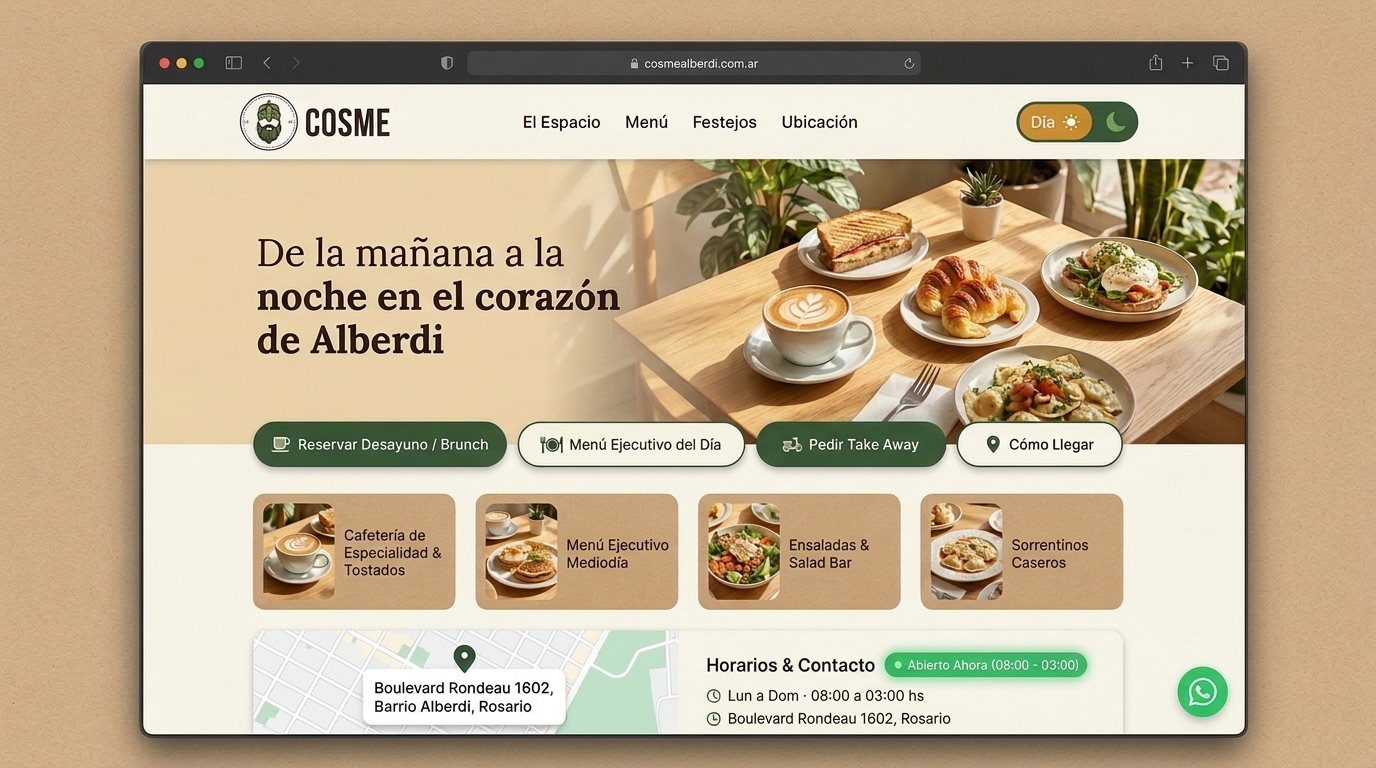 cosmealberdi.com.ar
COSME
El Espacio
Menú
Festejos
Ubicación
Día
De la mañana a la
noche en el corazón
de Alberdi
Reservar Desayuno / Brunch
Menú Ejecutivo del Día
Pedir Take Away
Cómo Llegar
Cafetería de
Especialidad &
Tostados
Menú Ejecutivo
Mediodía
Ensaladas &
Salad Bar
Sorrentinos
Caseros
Boulevard Rondeau 1602,
Barrio Alberdi, Rosario
Horarios & Contacto
Abierto Ahora (08:00 - 03:00)
Lun a Dom · 08:00 a 03:00 hs
Boulevard Rondeau 1602, Rosario